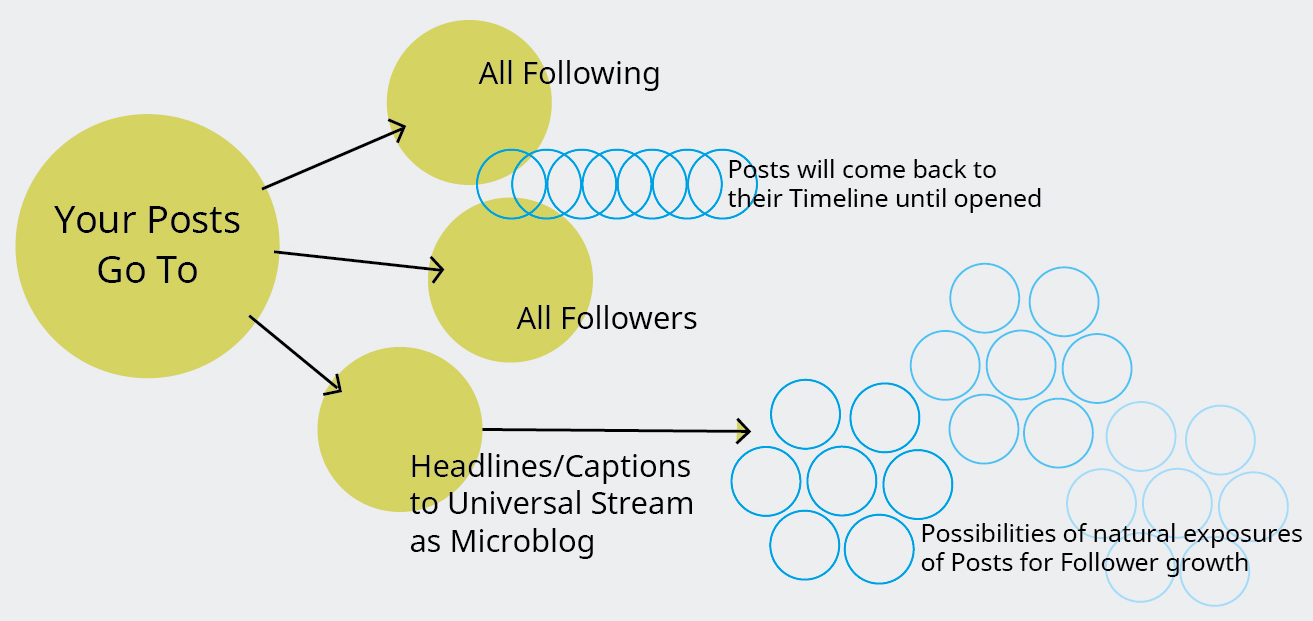 Your Posts
Go To
All Following
Posts will come back to
their Timeline until opened
All Followers
Headlines/Captions
to Universal Stream
as Microblog
Possibilities of natural exposures
of Posts for Follower growth